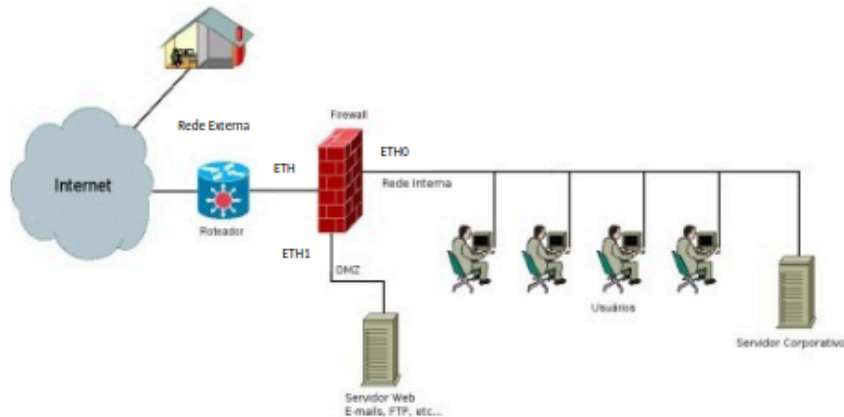 Rede Externa
Firewall
Internet
ETH
ETH0
Rede Interna
Roteador
ETH1
DMZ
Usuários
Servidor Corporativo
Servidor Web
E-mails, FTP, etc...